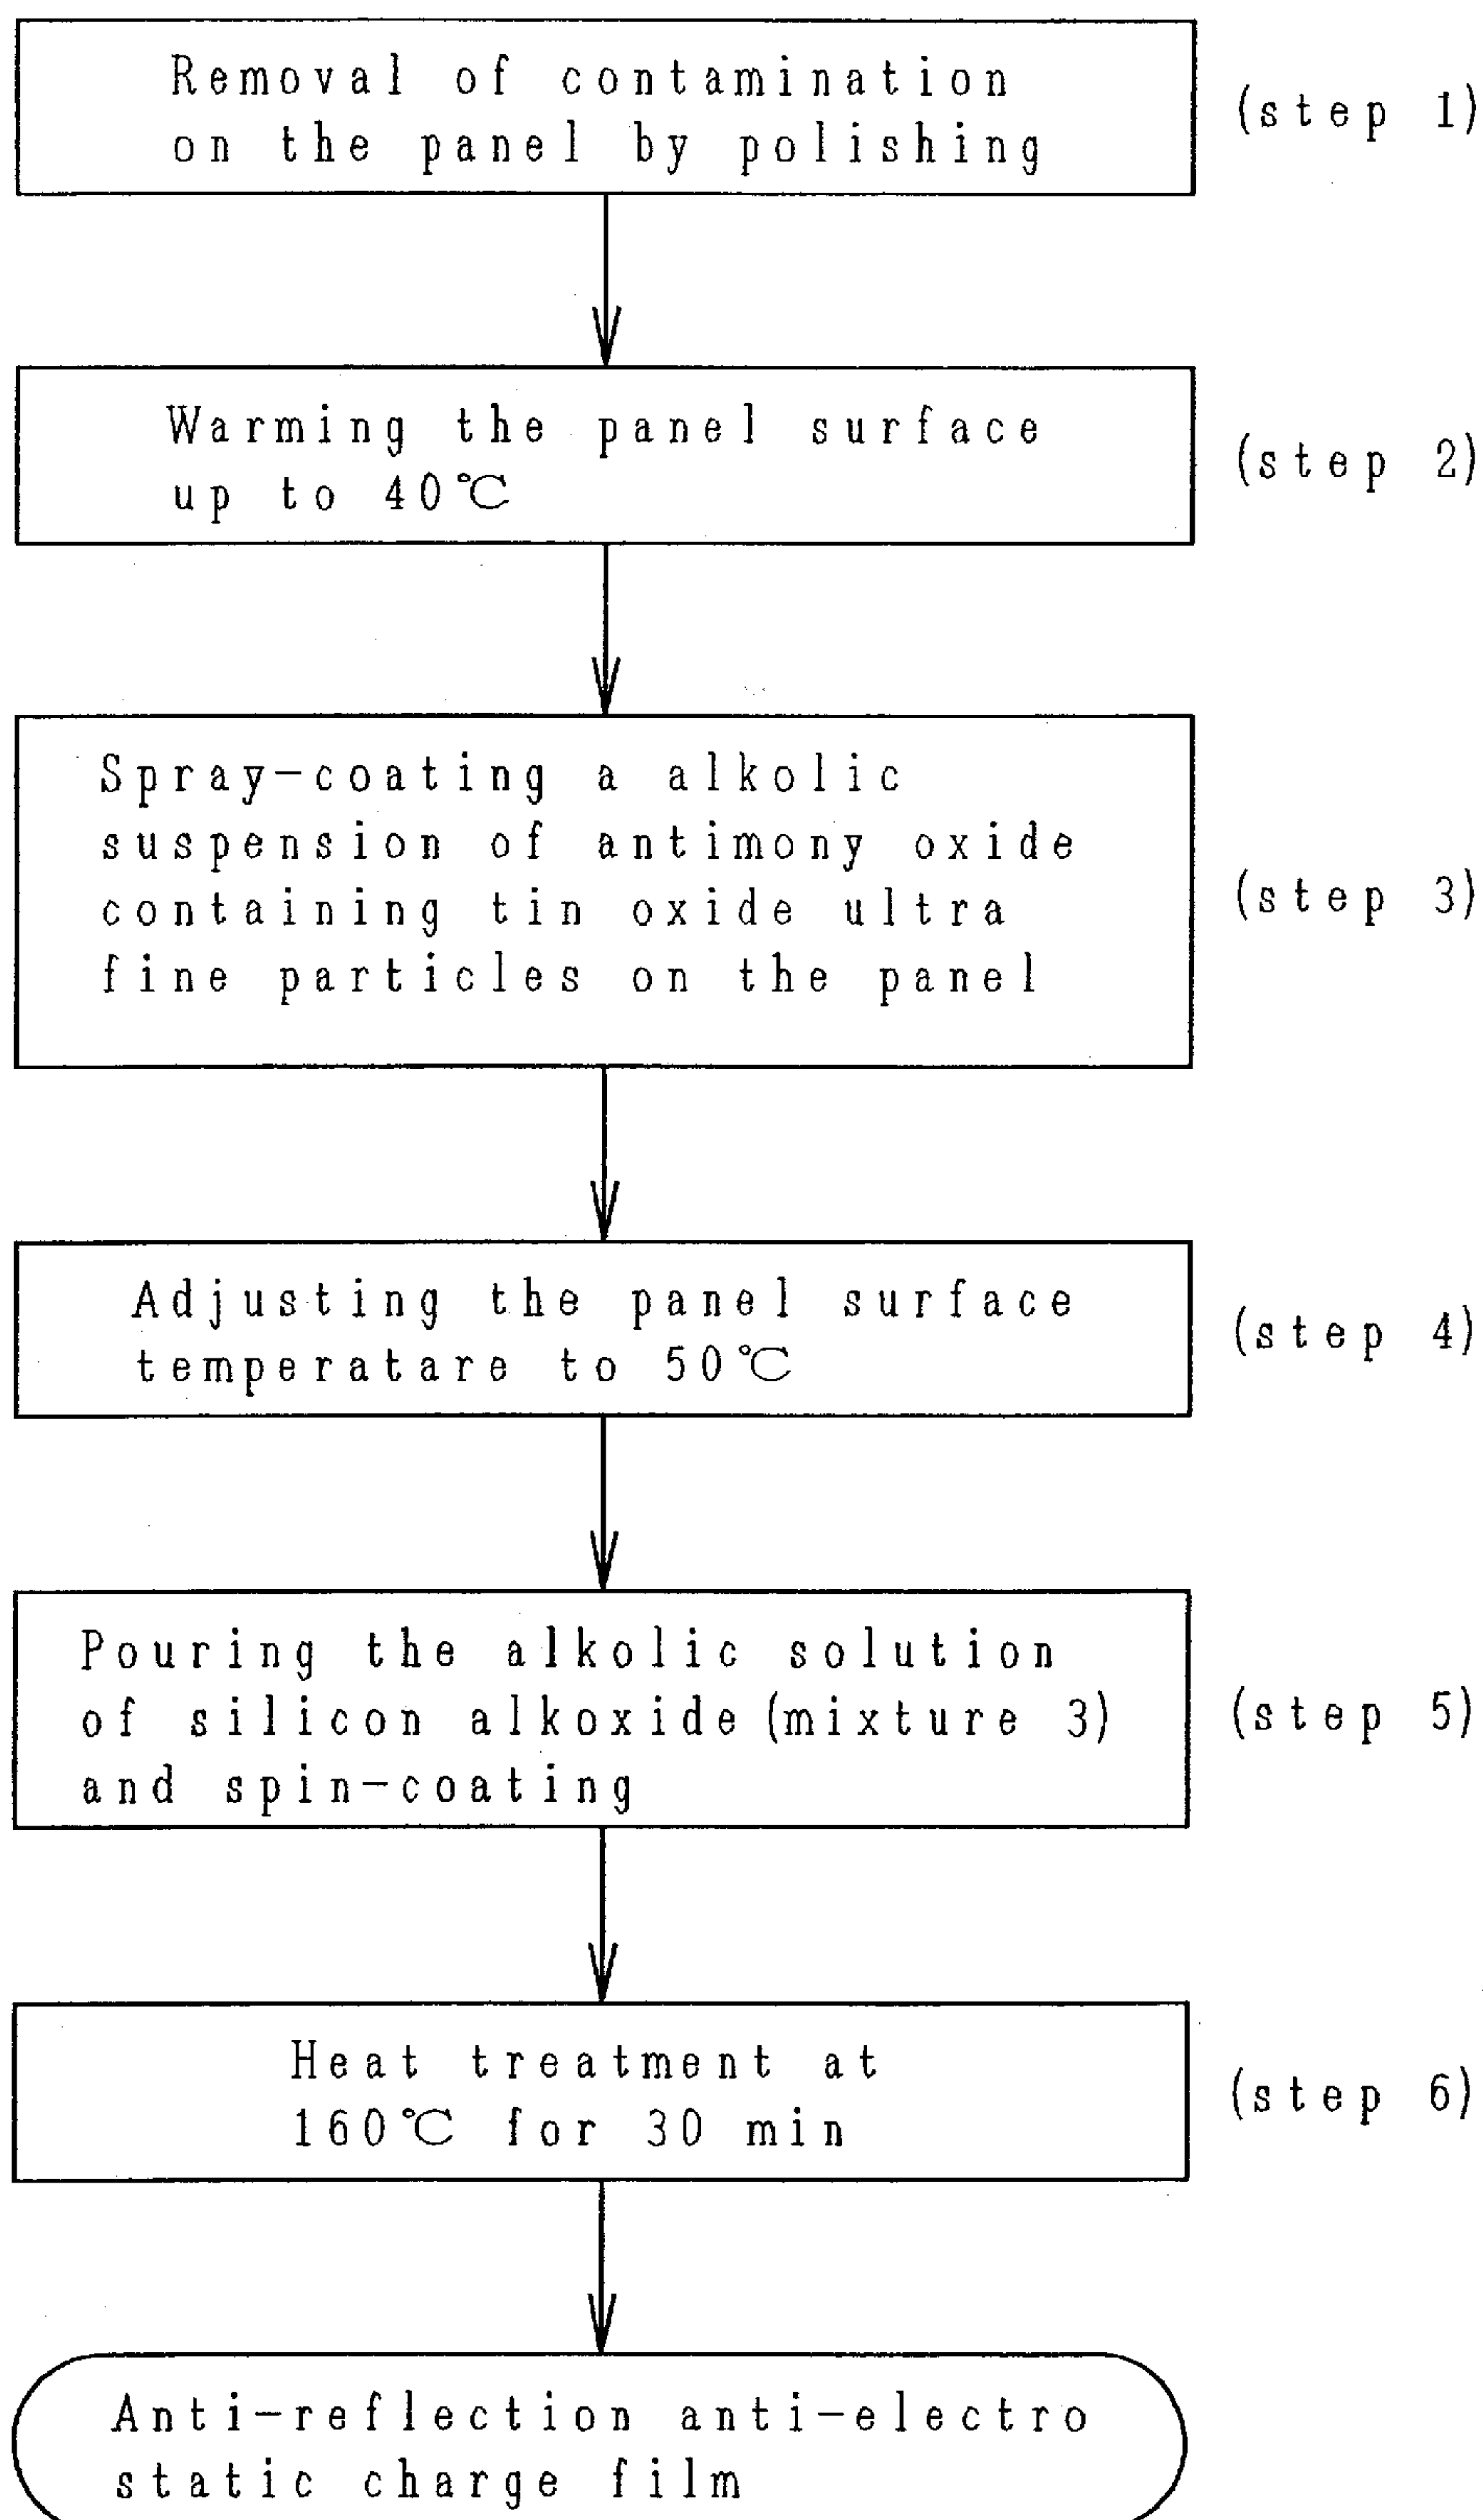 Removal of contamination
on the panel by polishing
(step 1)
Warming the panel surface
up to 40℃
(step 2)
Spray-coating a alkolic
suspension of antimony oxide
containing tin oxide ultra
fine particles on the panel
(step 3)
Adjusting the panel surface
temperatare to 50℃
(step 4)
Pouring the alkolic solution
of silicon alkoxide(mixture 3)
and spin-coating
(step 5)
Heat treatment at
160℃ for 30 min
(step 6)
Anti-reflection anti-electro
static charge film